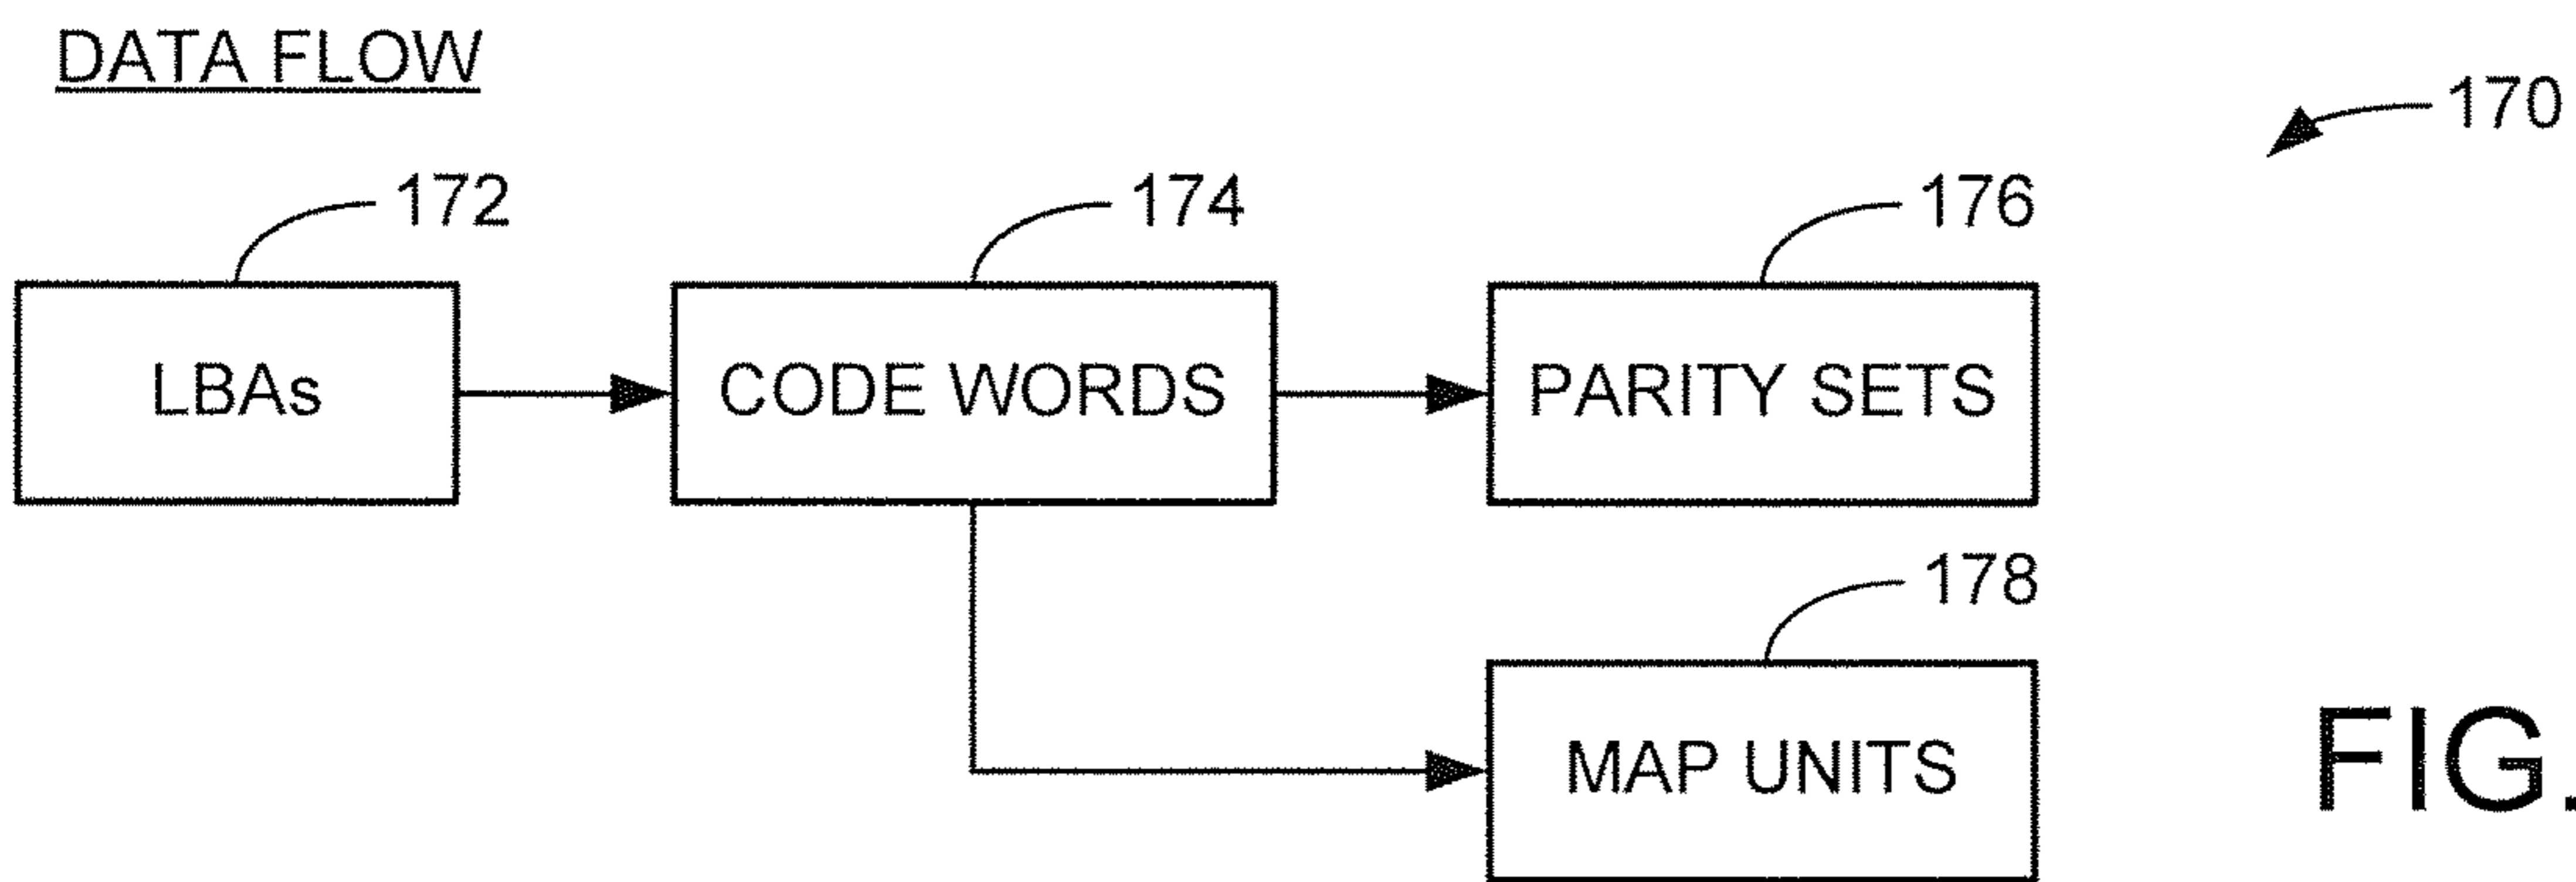 DATA FLOW
170
172
174
176
LBAs
CODE WORDS
PARITY SETS
178
MAP UNITS
FIG.